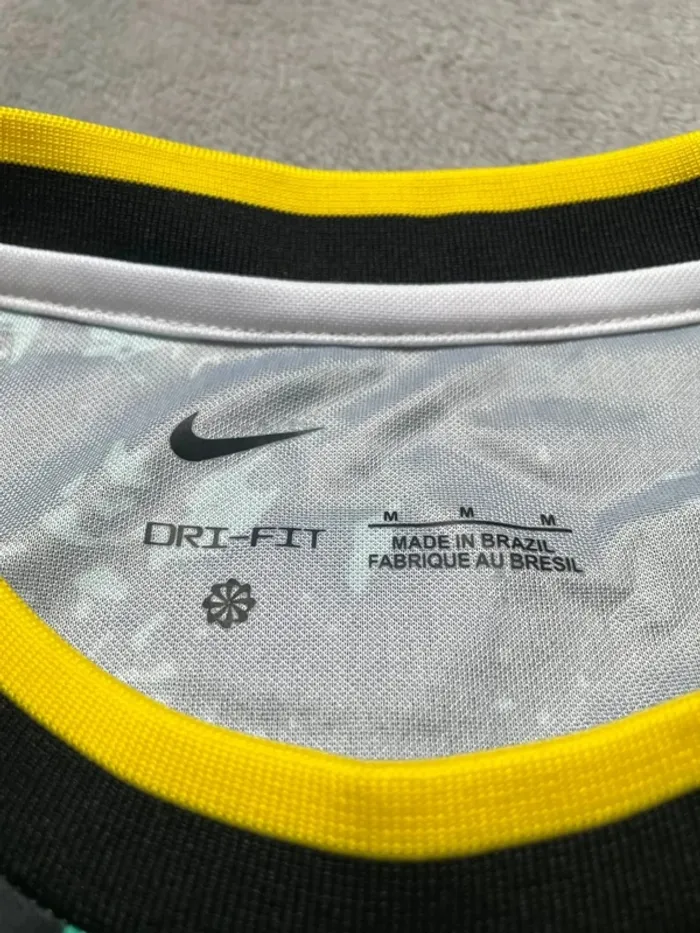 DRI-FIT
M M M
MADE IN BRAZIL
FABRIQUE AU BRESIL